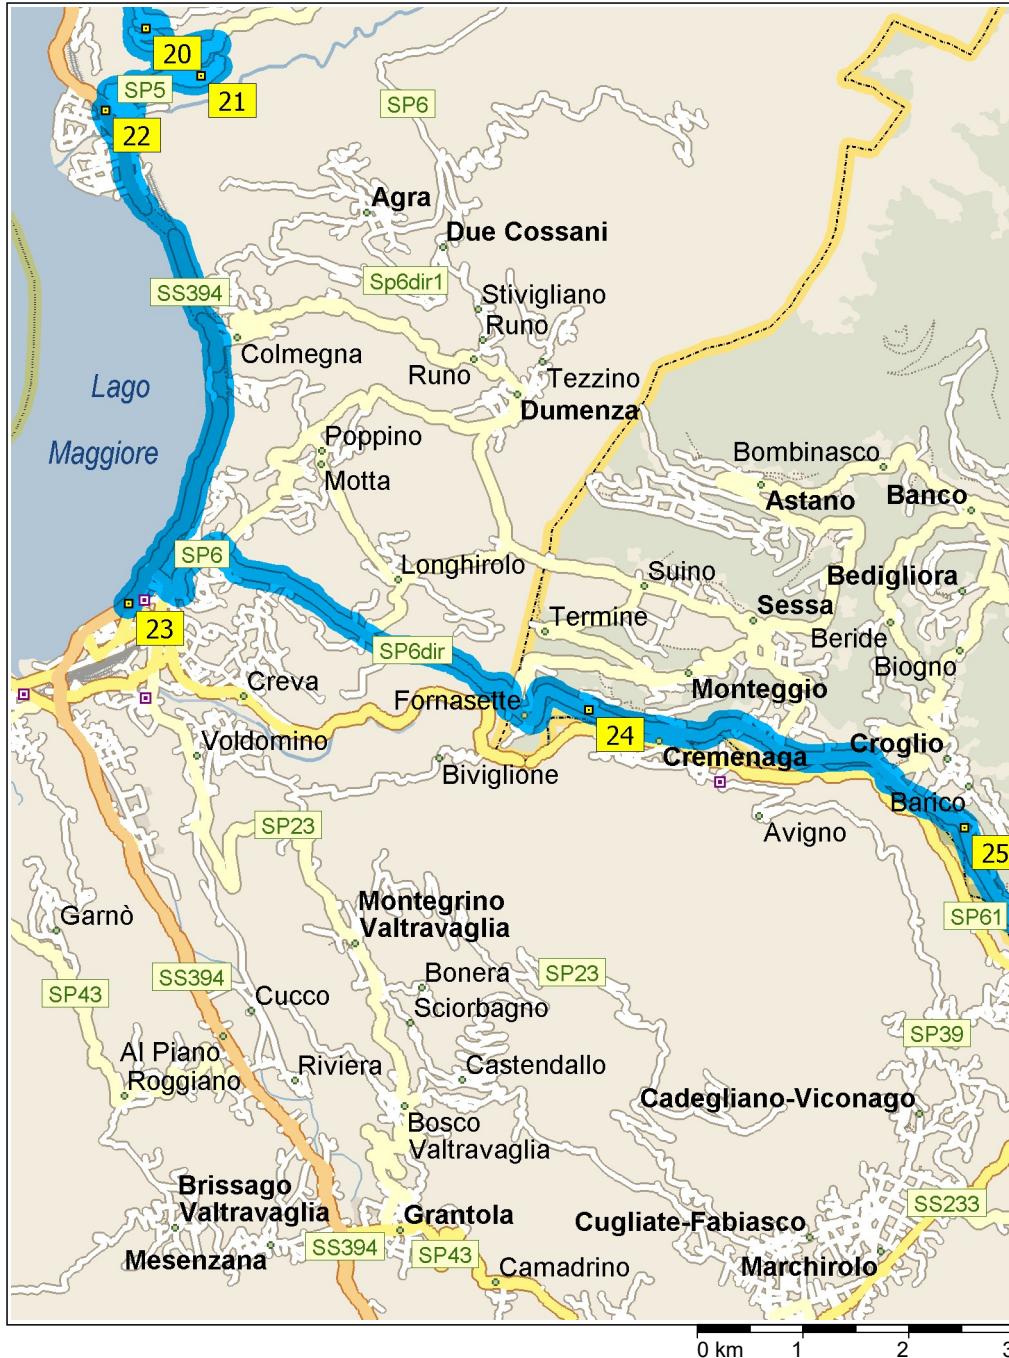 20
SP5
21
SP6
22
Agra
Due Cossani
Sp6dir1
SS394
Stivigliano
Runo
Colmegna
Runo
Tezzino
Lago
Maggiore
Dumenza
Poppino
Motta
Bombinasco
Astano
Banco
SP6
Longhirolo
Suino
Bedigliora
Termine
Sessa
23
Beride
SP6dir
Biogno
Creva
Fornasette
Monteggio
24
Voldomino
Cremenaga
Croglio
Biviglione
Barico
SP23
Avigno
25
Montegrino
Valtravaglia
Garnò
SP61
SS394
Bonera
SP23
SP43
Cucco
Sciorbagno
SP39
Al Piano
Roggiano
Riviera
Castendallo
Cadegliano-Viconago
Bosco
Valtravaglia
Brissago
Valtravaglia
SS233
Grantola
Cugliate-Fabiasco
SS394
SP43
Mesenzana
Camadrino
Marchirolo
0 km 1 2 3